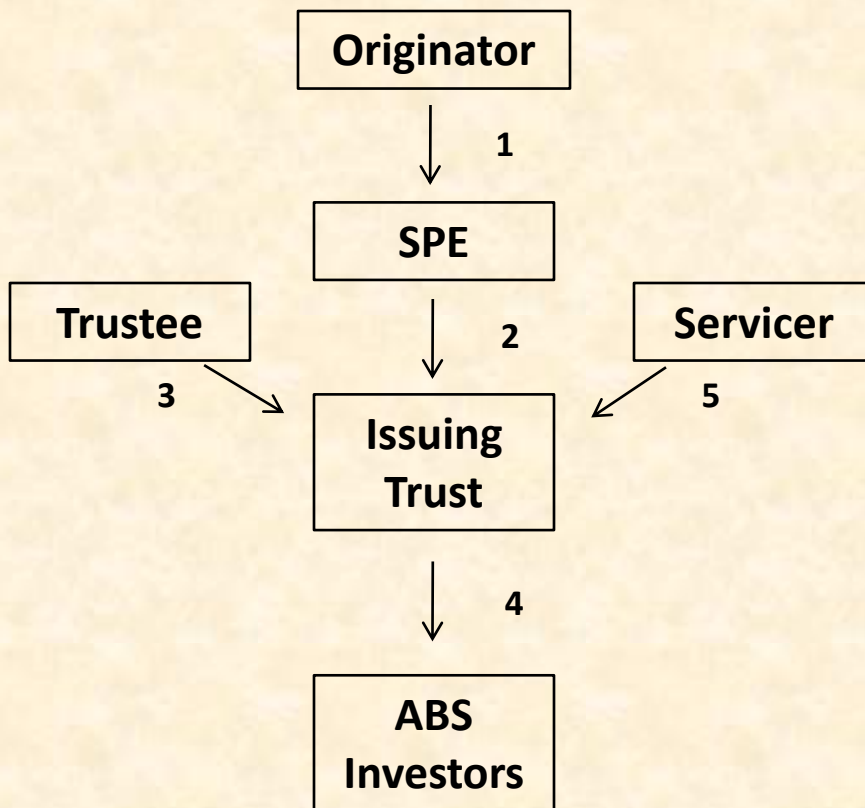 Originator
1
SPE
Trustee
2
Servicer
3
5
Issuing
Trust
4
ABS
Investors